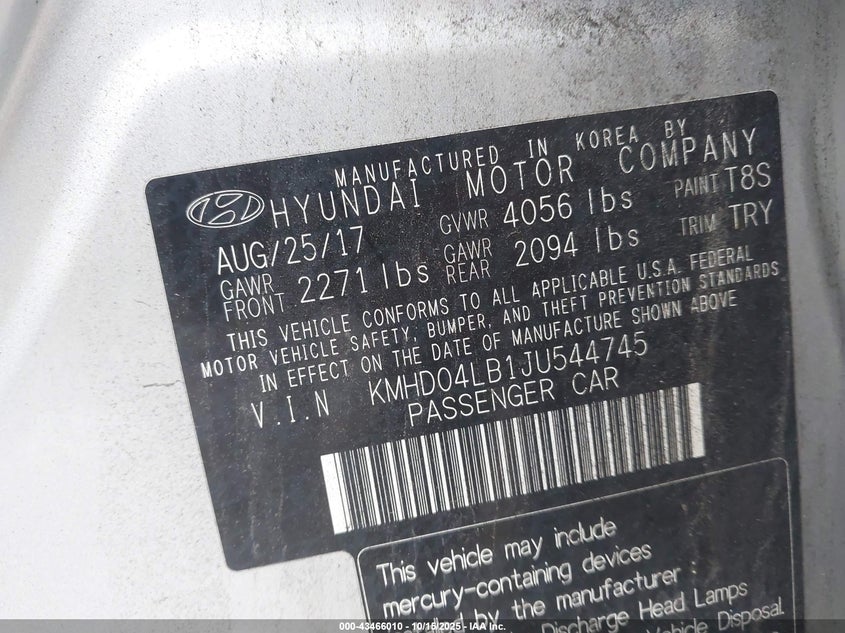 MANUFACTURED IN KOREA BY
HYUNDAI MOTOR COMPANY
AUG/25/17 GVWR 4056 lbs PAINT T8S
GAWR FRONT 2271 lbs GAWR REAR 2094 lbs TRIM TRY
THIS VEHICLE CONFORMS TO ALL APPLICABLE U.S.A. FEDERAL
MOTOR VEHICLE SAFETY, BUMPER, AND THEFT PREVENTION STANDARDS
IN EFFECT ON THE DATE OF MANUFACTURE SHOWN ABOVE
V.I.N KMHD04LB1JU544745
PASSENGER CAR
This vehicle may include
mercury-containing devices
by the manufacturer :
Discharge Head Lamps
Vehicle Disposal
000-43466010 - 10/15/2025 - IAA Inc.